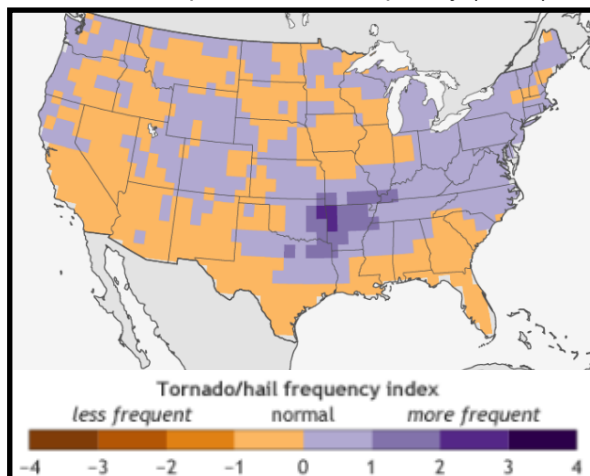 Tornado/hail frequency index
less frequent normal more frequent
−4 −3 −2 −1 0 1 2 3 4